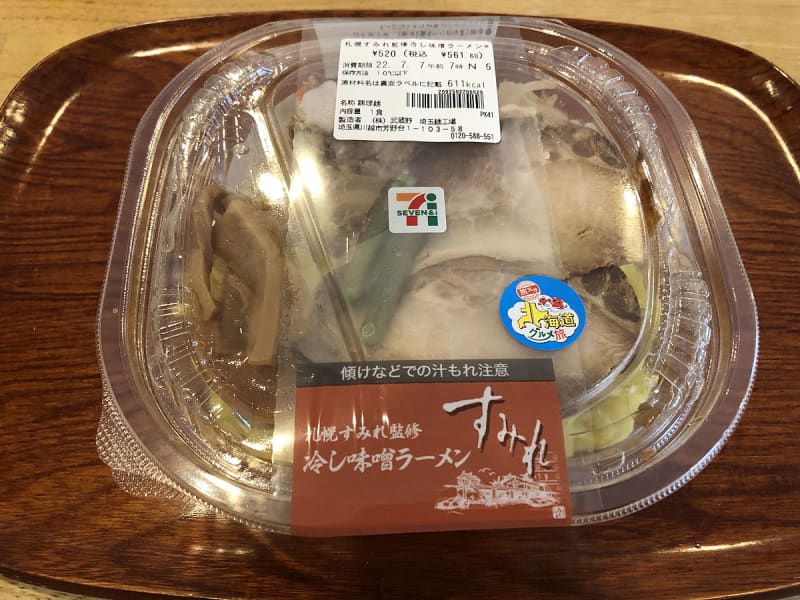 札幌すみれ監修冷し味噌ラーメン*
¥520(税込 ¥561.60)
消費期限 22. 7. 7 午前 7時 N 5
保存方法 10℃以下
原材料名は裏面ラベルに記載 611kcal
名称 調理麺
内容量 1食 PX41
製造者 (株)武蔵野 埼玉麺工場
埼玉県川越市芳野台1-103-58
0120-588-551
7i
SEVEN&i
北海道
グルメ旅
傾けなどでの汁もれ注意
すみれ
札幌すみれ監修
冷し味噌ラーメン